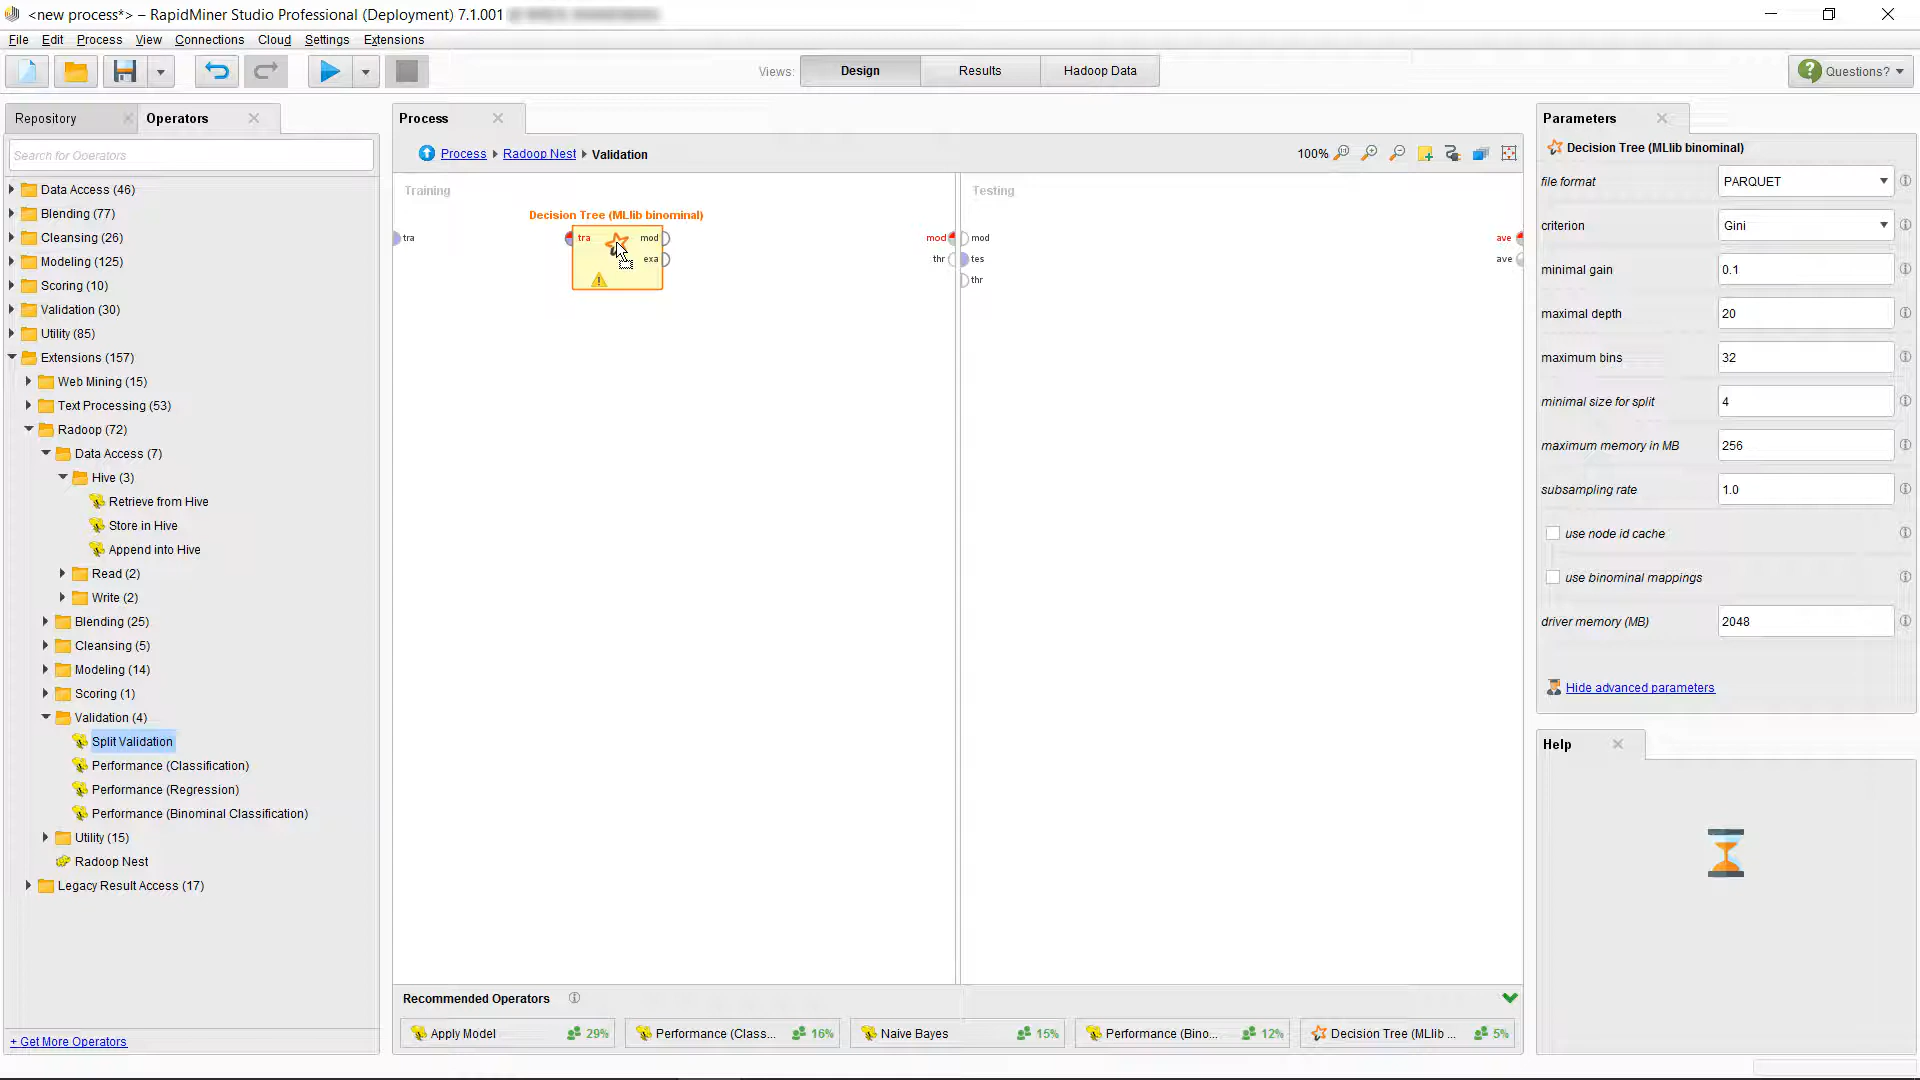 <new process*> – RapidMiner Studio Professional (Deployment) 7.1.001
File Edit Process View Connections Cloud Settings Extensions
Views: Design Results Hadoop Data
Questions?
Repository Operators
Search for Operators
Data Access (46)
Blending (77)
Cleansing (26)
Modeling (125)
Scoring (10)
Validation (30)
Utility (85)
Extensions (157)
Web Mining (15)
Text Processing (53)
Radoop (72)
Data Access (7)
Hive (3)
Retrieve from Hive
Store in Hive
Append into Hive
Read (2)
Write (2)
Blending (25)
Cleansing (5)
Modeling (14)
Scoring (1)
Validation (4)
Split Validation
Performance (Classification)
Performance (Regression)
Performance (Binominal Classification)
Utility (15)
Radoop Nest
Legacy Result Access (17)
+ Get More Operators
Process
Process Radoop Nest Validation
100%
Training
Decision Tree (MLlib binominal)
tra
tra mod
exa
mod
thr
Testing
mod
tes
thr
ave
ave
Recommended Operators
Apply Model 29%
Performance (Class... 16%
Naive Bayes 15%
Performance (Bino... 12%
Decision Tree (MLlib ... 5%
Parameters
Decision Tree (MLlib binominal)
file format PARQUET
criterion Gini
minimal gain 0.1
maximal depth 20
maximum bins 32
minimal size for split 4
maximum memory in MB 256
subsampling rate 1.0
use node id cache
use binominal mappings
driver memory (MB) 2048
Hide advanced parameters
Help